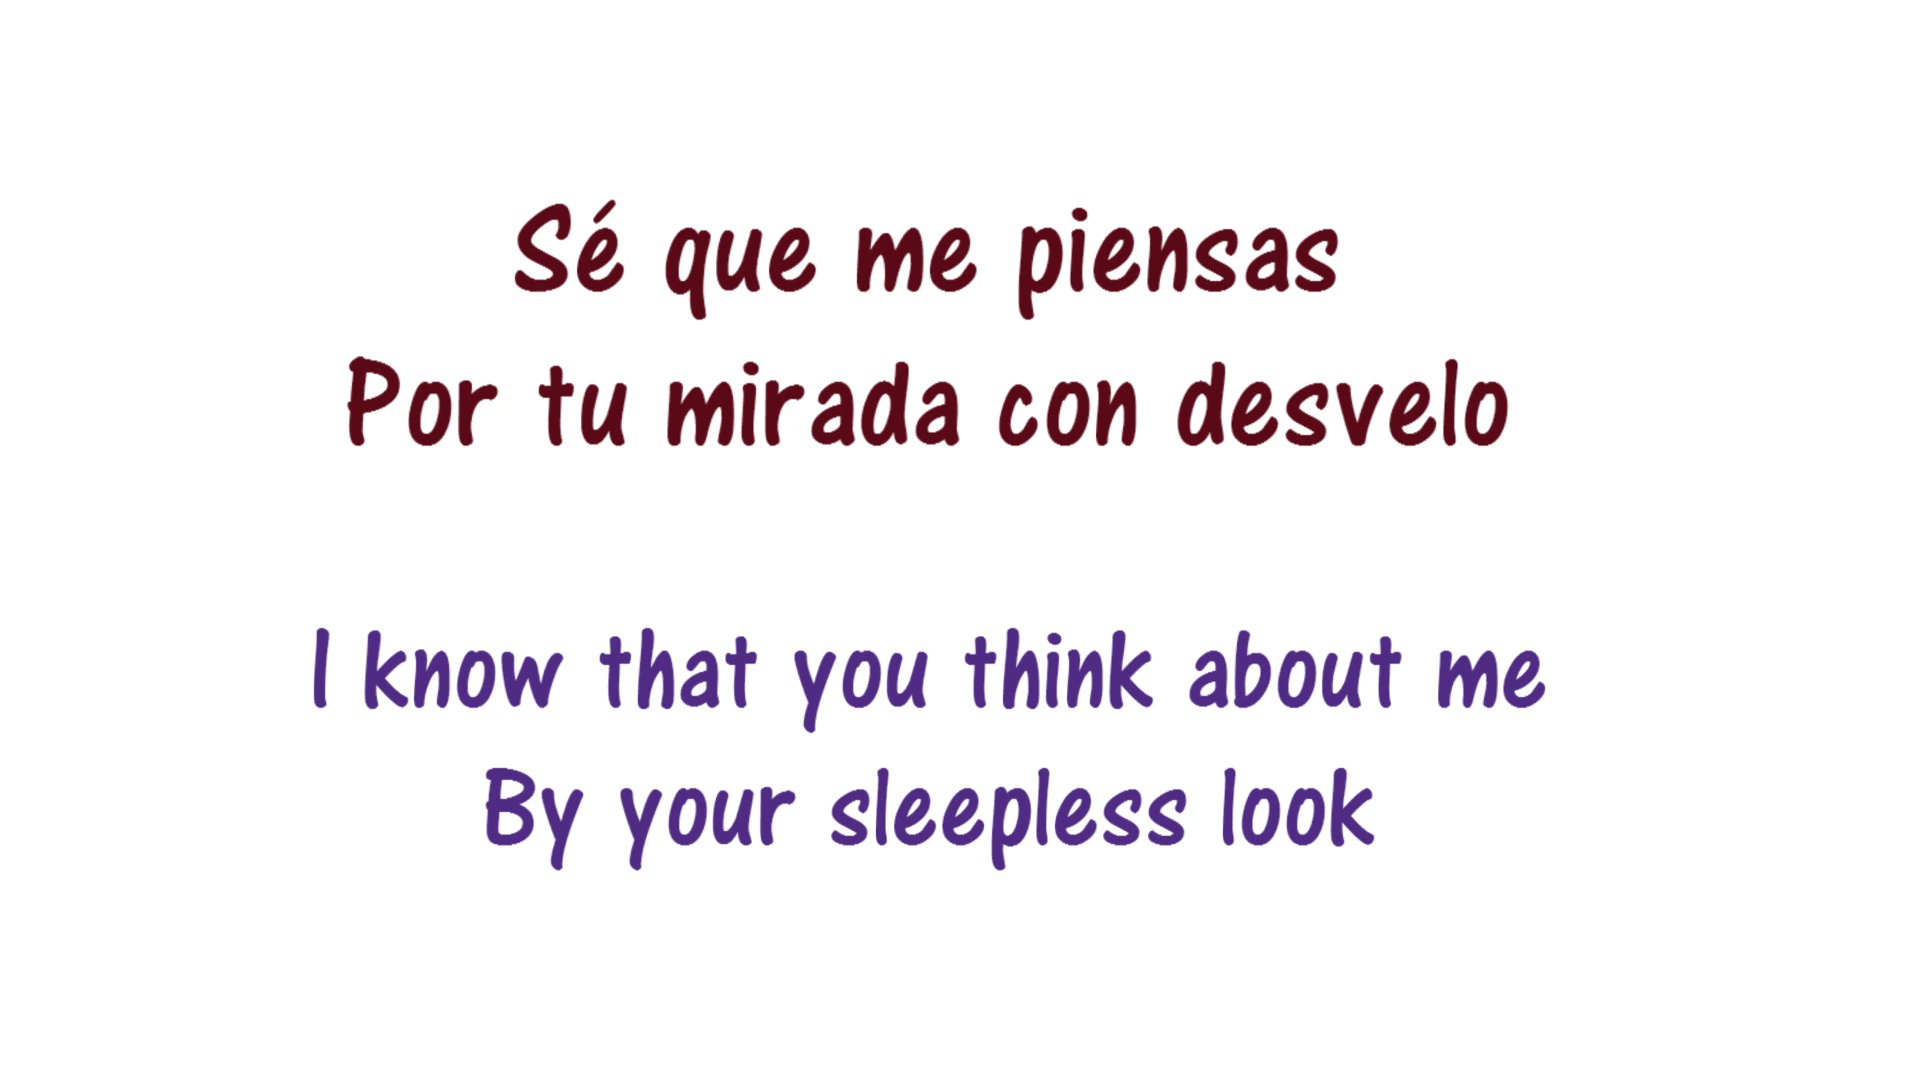 Sé que me piensas
Por tu mirada con desvelo
I know that you think about me
By your sleepless look